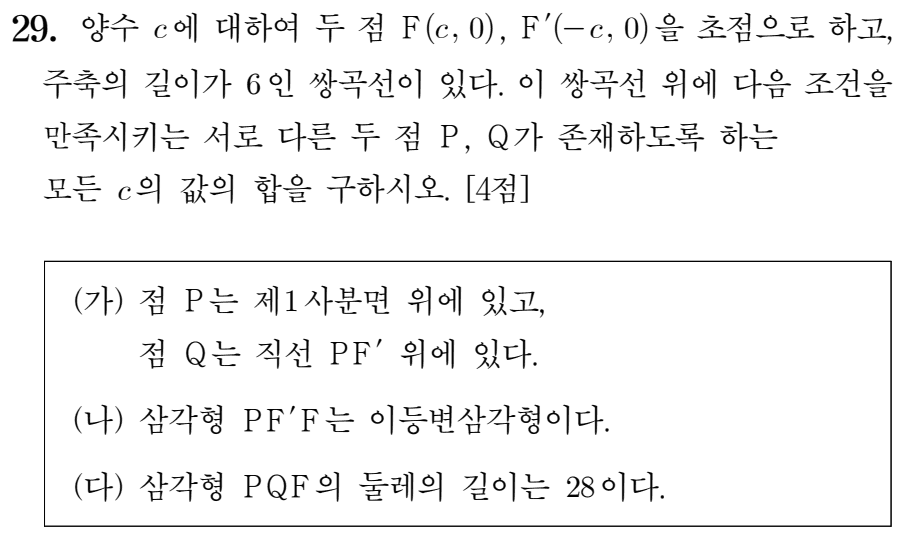 29. 양수 c에 대하여 두 점 F(c, 0), F′(−c, 0)을 초점으로 하고,
주축의 길이가 6인 쌍곡선이 있다. 이 쌍곡선 위에 다음 조건을
만족시키는 서로 다른 두 점 P, Q가 존재하도록 하는
모든 c의 값의 합을 구하시오. [4점]
(가) 점 P는 제1사분면 위에 있고,
점 Q는 직선 PF′ 위에 있다.
(나) 삼각형 PF′F는 이등변삼각형이다.
(다) 삼각형 PQF의 둘레의 길이는 28이다.